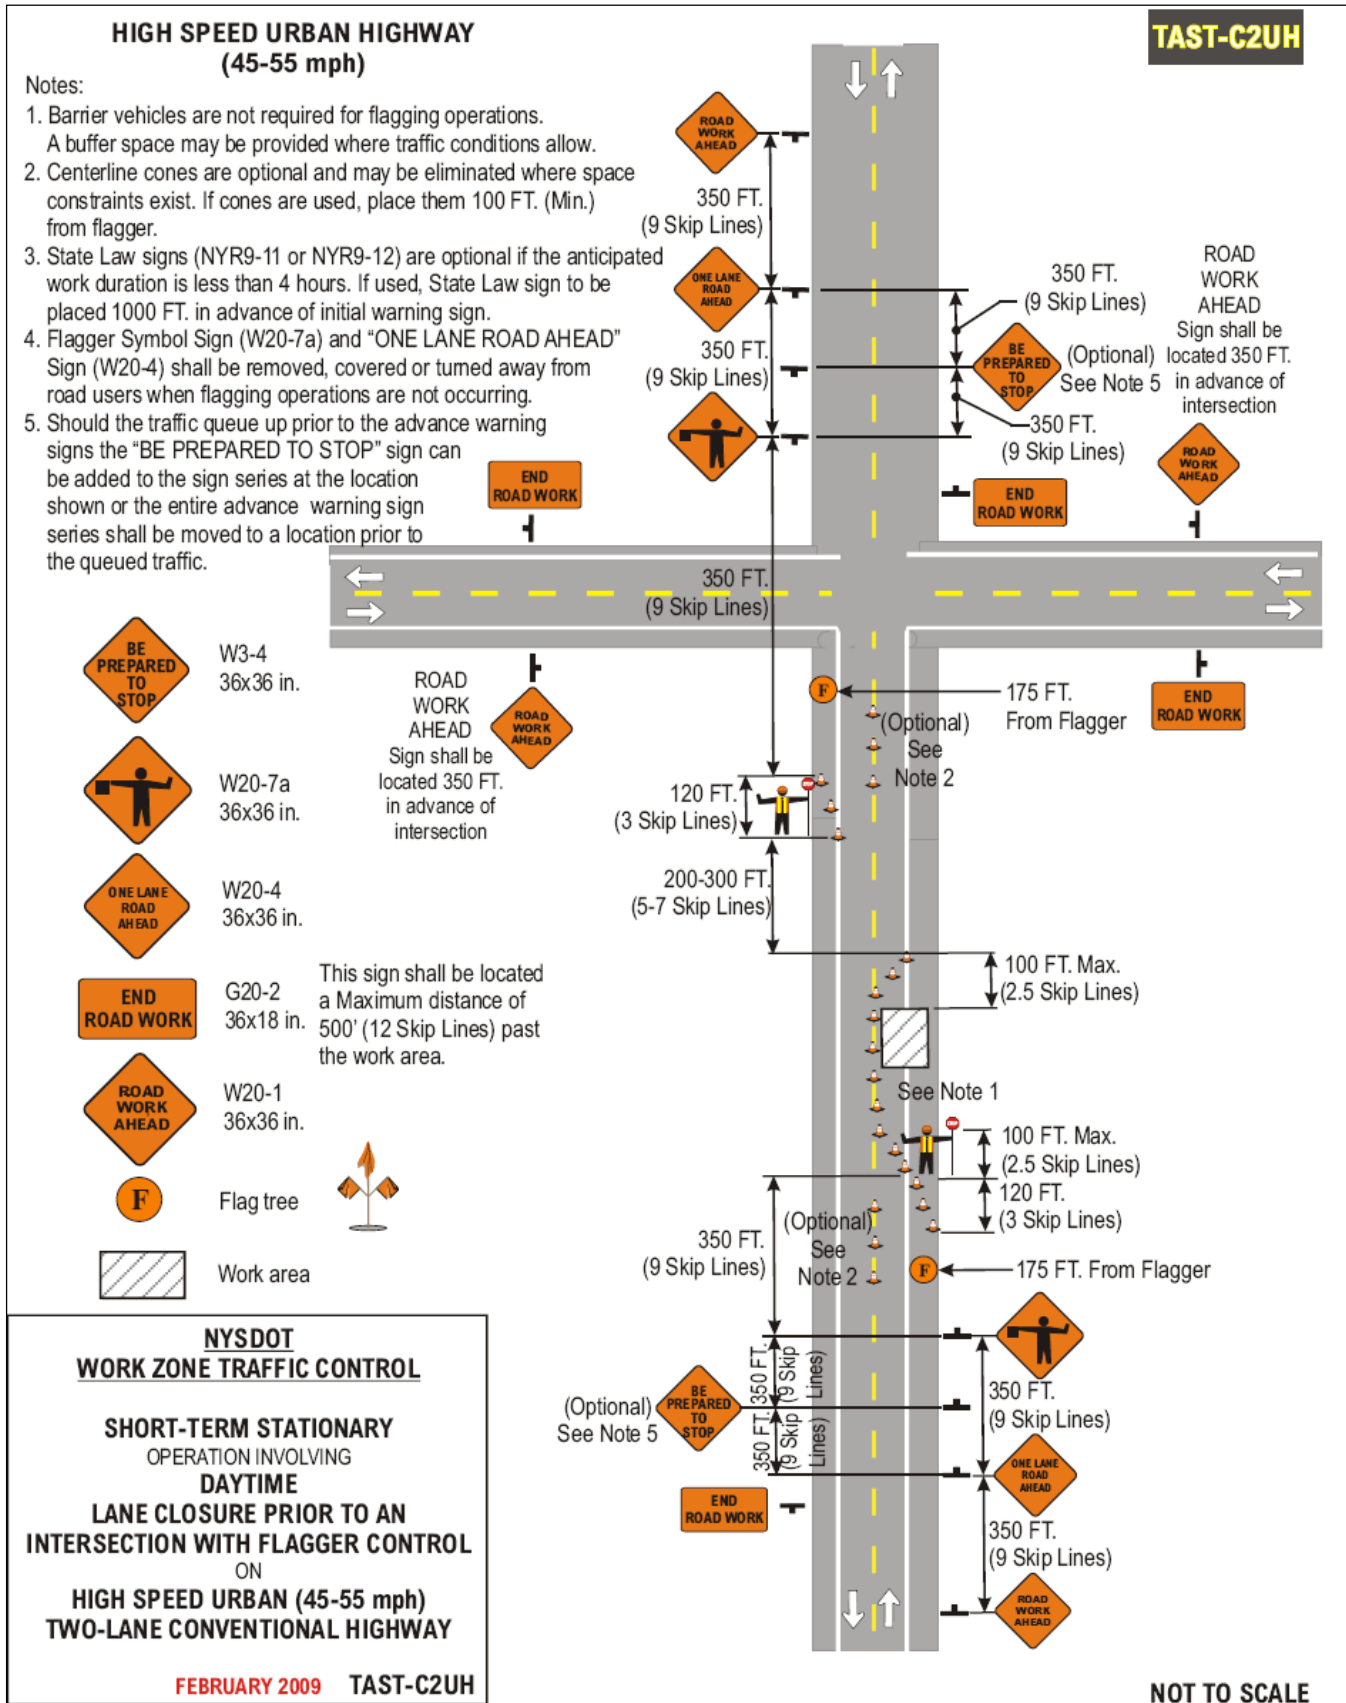 HIGH SPEED URBAN HIGHWAY
(45-55 mph)
TAST-C2UH
Notes:
1. Barrier vehicles are not required for flagging operations.
A buffer space may be provided where traffic conditions allow.
2. Centerline cones are optional and may be eliminated where space
constraints exist. If cones are used, place them 100 FT. (Min.)
from flagger.
3. State Law signs (NYR9-11 or NYR9-12) are optional if the anticipated
work duration is less than 4 hours. If used, State Law sign to be
placed 1000 FT. in advance of initial warning sign.
4. Flagger Symbol Sign (W20-7a) and “ONE LANE ROAD AHEAD”
Sign (W20-4) shall be removed, covered or turned away from
road users when flagging operations are not occurring.
5. Should the traffic queue up prior to the advance warning
signs the “BE PREPARED TO STOP” sign can
be added to the sign series at the location
shown or the entire advance warning sign
series shall be moved to a location prior to
the queued traffic.
ROAD
WORK
AHEAD
350 FT.
(9 Skip Lines)
ONE LANE
ROAD
AHEAD
350 FT.
(9 Skip Lines)
350 FT.
(9 Skip Lines)
BE
PREPARED
TO
STOP
(Optional)
See Note 5
350 FT.
(9 Skip Lines)
ROAD
WORK
AHEAD
Sign shall be
located 350 FT.
in advance of
intersection
ROAD
WORK
AHEAD
END
ROAD WORK
END
ROAD WORK
350 FT.
(9 Skip Lines)
BE
PREPARED
TO
STOP
W3-4
36x36 in.
W20-7a
36x36 in.
ONE LANE
ROAD
AHEAD
W20-4
36x36 in.
END
ROAD WORK
G20-2
36x18 in.
This sign shall be located
a Maximum distance of
500' (12 Skip Lines) past
the work area.
ROAD
WORK
AHEAD
W20-1
36x36 in.
F
Flag tree
Work area
ROAD
WORK
AHEAD
Sign shall be
located 350 FT.
in advance of
intersection
ROAD
WORK
AHEAD
F
175 FT.
From Flagger
END
ROAD WORK
(Optional)
See
Note 2
120 FT.
(3 Skip Lines)
STOP
200-300 FT.
(5-7 Skip Lines)
100 FT. Max.
(2.5 Skip Lines)
See Note 1
STOP
100 FT. Max.
(2.5 Skip Lines)
120 FT.
(3 Skip Lines)
350 FT.
(9 Skip Lines)
(Optional)
See
Note 2
F
175 FT. From Flagger
350 FT.
(9 Skip
Lines)
350 FT.
(9 Skip
Lines)
(Optional)
See Note 5
BE
PREPARED
TO
STOP
350 FT.
(9 Skip Lines)
ONE LANE
ROAD
AHEAD
END
ROAD WORK
350 FT.
(9 Skip Lines)
ROAD
WORK
AHEAD
NYSDOT
WORK ZONE TRAFFIC CONTROL
SHORT-TERM STATIONARY
OPERATION INVOLVING
DAYTIME
LANE CLOSURE PRIOR TO AN
INTERSECTION WITH FLAGGER CONTROL
ON
HIGH SPEED URBAN (45-55 mph)
TWO-LANE CONVENTIONAL HIGHWAY
FEBRUARY 2009 TAST-C2UH
NOT TO SCALE